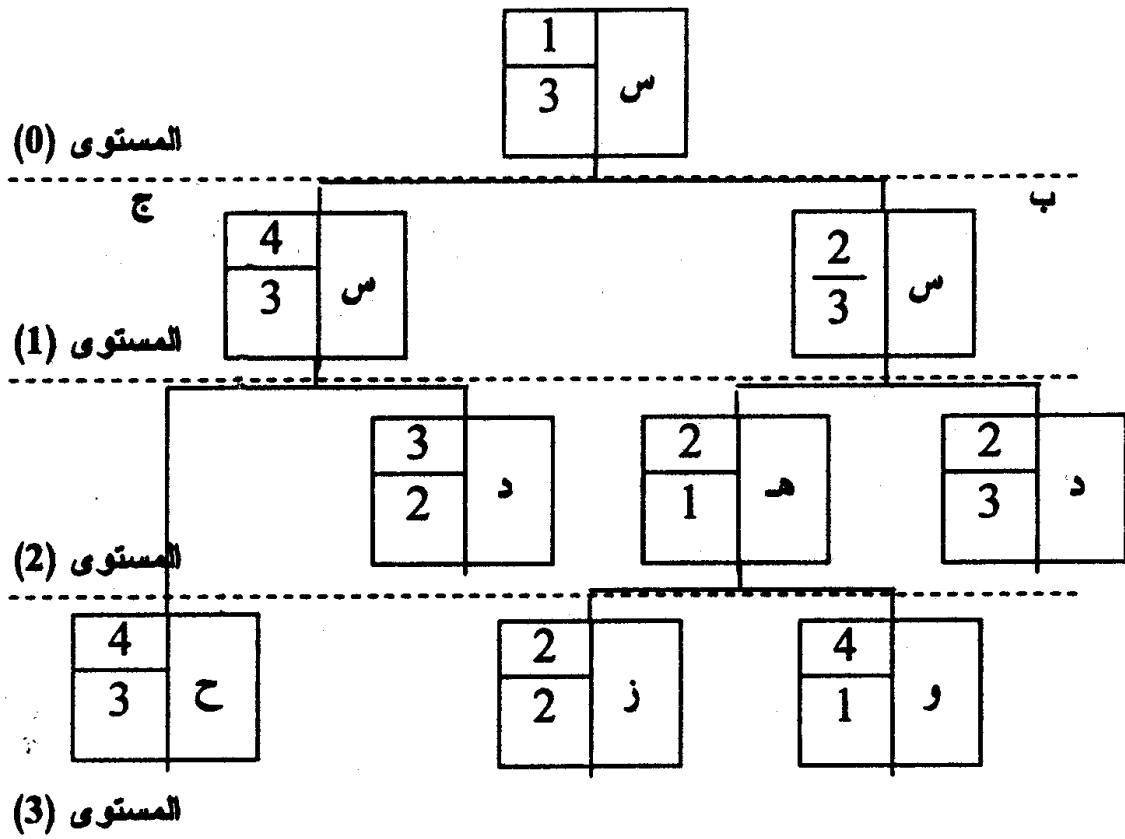 1
3
س
المستوى (0)
ب
ج
2
3
س
4
3
س
المستوى (1)
2
3
د
2
1
هـ
3
2
د
المستوى (2)
4
1
و
2
2
ز
4
3
ح
المستوى (3)